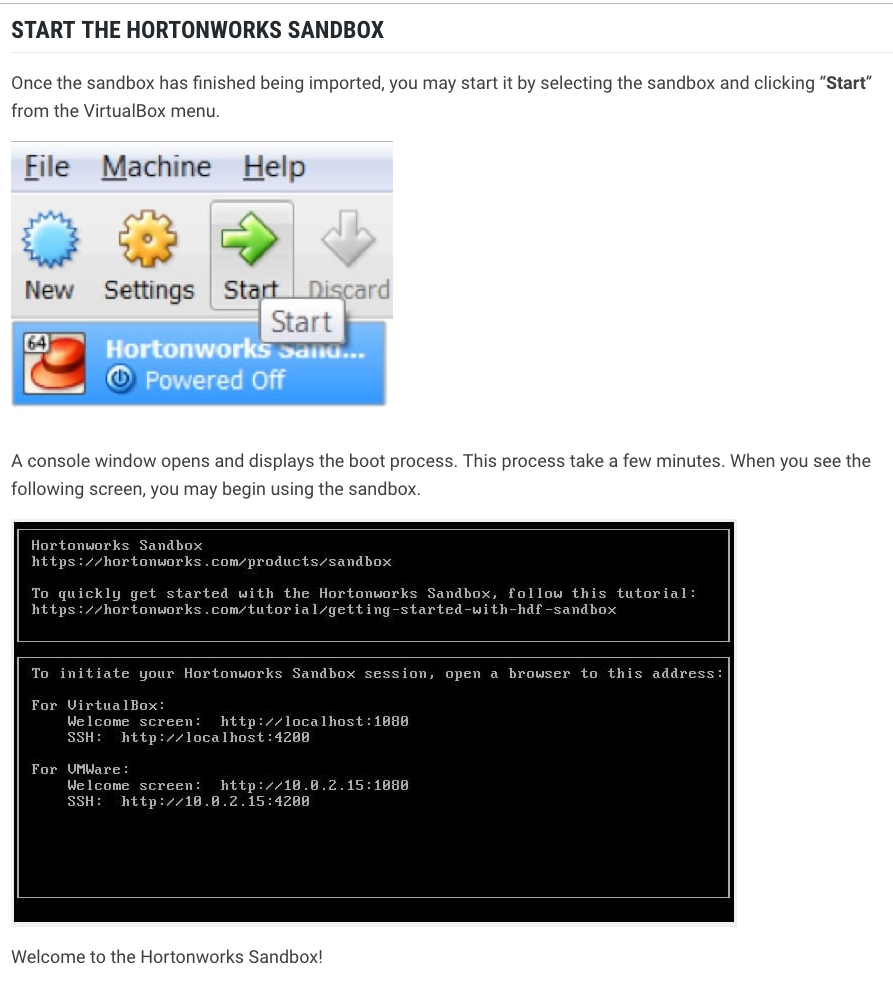 START THE HORTONWORKS SANDBOX
Once the sandbox has finished being imported, you may start it by selecting the sandbox and clicking “Start”
from the VirtualBox menu.
File Machine Help
New Settings Start Discard
Start
64
Hortonworks Sand...
Powered Off
A console window opens and displays the boot process. This process take a few minutes. When you see the
following screen, you may begin using the sandbox.
Hortonworks Sandbox
https://hortonworks.com/products/sandbox
To quickly get started with the Hortonworks Sandbox, follow this tutorial:
https://hortonworks.com/tutorial/getting-started-with-hdf-sandbox
To initiate your Hortonworks Sandbox session, open a browser to this address:
For VirtualBox:
Welcome screen: http://localhost:1080
SSH: http://localhost:4200
For VMWare:
Welcome screen: http://10.0.2.15:1080
SSH: http://10.0.2.15:4200
Welcome to the Hortonworks Sandbox!